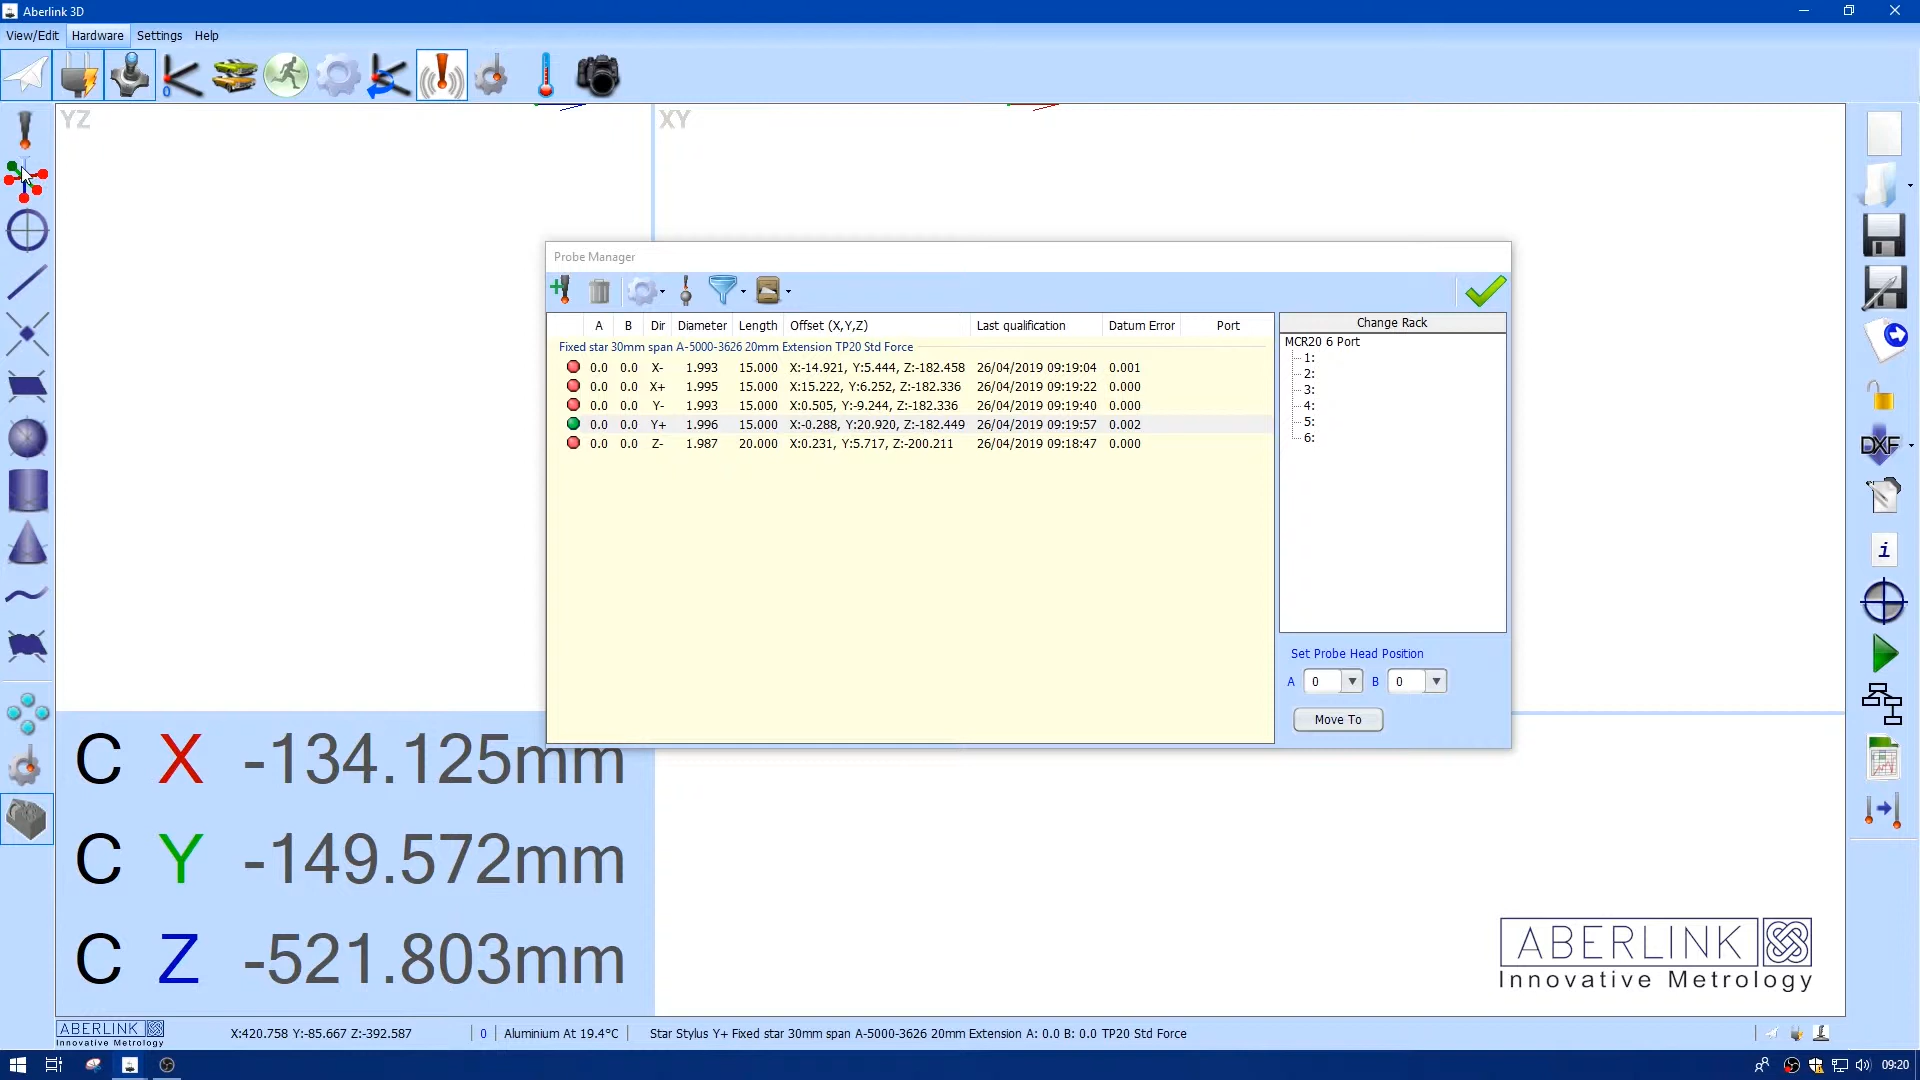 Aberlink 3D
View/Edit Hardware Settings Help
YZ
XY
Probe Manager
A B Dir Diameter Length Offset (X,Y,Z) Last qualification Datum Error Port
Fixed star 30mm span A-5000-3626 20mm Extension TP20 Std Force
0.0 0.0 X- 1.993 15.000 X:-14.921, Y:5.444, Z:-182.458 26/04/2019 09:19:04 0.001
0.0 0.0 X+ 1.995 15.000 X:15.222, Y:6.252, Z:-182.336 26/04/2019 09:19:22 0.000
0.0 0.0 Y- 1.993 15.000 X:0.505, Y:-9.244, Z:-182.336 26/04/2019 09:19:40 0.000
0.0 0.0 Y+ 1.996 15.000 X:-0.288, Y:20.920, Z:-182.449 26/04/2019 09:19:57 0.002
0.0 0.0 Z- 1.987 20.000 X:0.231, Y:5.717, Z:-200.211 26/04/2019 09:18:47 0.000
Change Rack
MCR20 6 Port
1:
2:
3:
4:
5:
6:
Set Probe Head Position
A 0 B 0
Move To
DXF
i
C X -134.125mm
C Y -149.572mm
C Z -521.803mm
ABERLINK
Innovative Metrology
ABERLINK
Innovative Metrology
X:420.758 Y:-85.667 Z:-392.587 0 Aluminium At 19.4°C Star Stylus Y+ Fixed star 30mm span A-5000-3626 20mm Extension A: 0.0 B: 0.0 TP20 Std Force
09:20